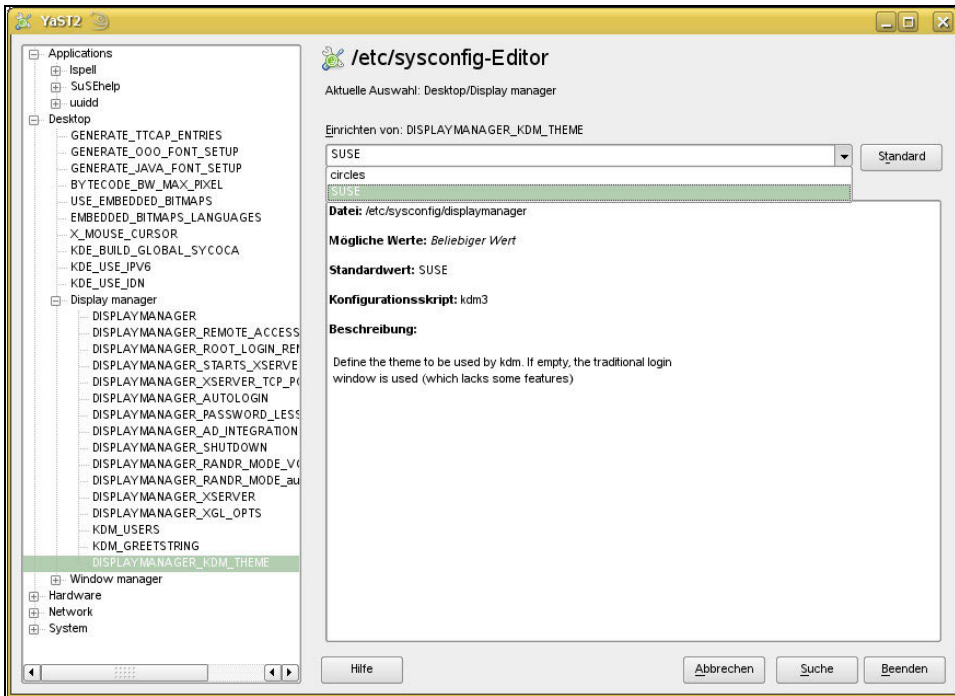 YaST2
Applications
Ispell
SuSEhelp
uuidd
Desktop
GENERATE_TTCAP_ENTRIES
GENERATE_OOO_FONT_SETUP
GENERATE_JAVA_FONT_SETUP
BYTECODE_BW_MAX_PIXEL
USE_EMBEDDED_BITMAPS
EMBEDDED_BITMAPS_LANGUAGES
X_MOUSE_CURSOR
KDE_BUILD_GLOBAL_SYCOCA
KDE_USE_IPV6
KDE_USE_IDN
Display manager
DISPLAYMANAGER
DISPLAYMANAGER_REMOTE_ACCESS
DISPLAYMANAGER_ROOT_LOGIN_REM
DISPLAYMANAGER_STARTS_XSERVE
DISPLAYMANAGER_XSERVER_TCP_PO
DISPLAYMANAGER_AUTOLOGIN
DISPLAYMANAGER_PASSWORD_LESS
DISPLAYMANAGER_AD_INTEGRATION
DISPLAYMANAGER_SHUTDOWN
DISPLAYMANAGER_RANDR_MODE_VG
DISPLAYMANAGER_RANDR_MODE_au
DISPLAYMANAGER_XSERVER
DISPLAYMANAGER_XGL_OPTS
KDM_USERS
KDM_GREETSTRING
DISPLAYMANAGER_KDM_THEME
Window manager
Hardware
Network
System
/etc/sysconfig-Editor
Aktuelle Auswahl: Desktop/Display manager
Einrichten von: DISPLAYMANAGER_KDM_THEME
SUSE
Standard
circles
SUSE
Datei: /etc/sysconfig/displaymanager
Mögliche Werte: Beliebiger Wert
Standardwert: SUSE
Konfigurationsskript: kdm3
Beschreibung:
Define the theme to be used by kdm. If empty, the traditional login
window is used (which lacks some features)
Hilfe
Abbrechen
Suche
Beenden